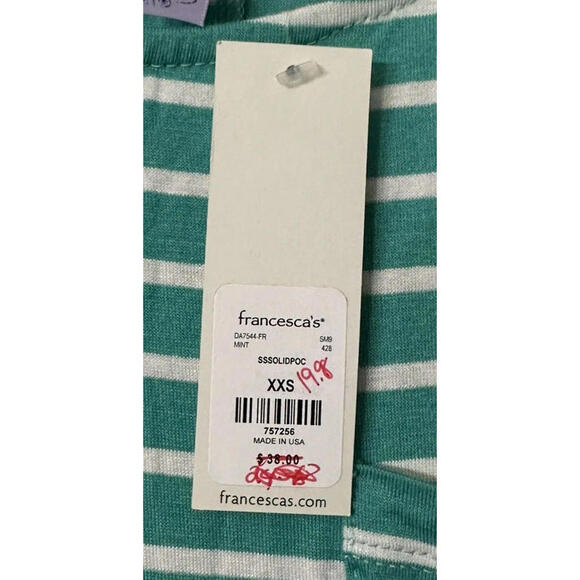 francesca's®
DA7544-FR SM9
MINT 428
SSSOLIDPOC
XXS 19.98
757256
MADE IN USA
$ 38.00
francescas.com